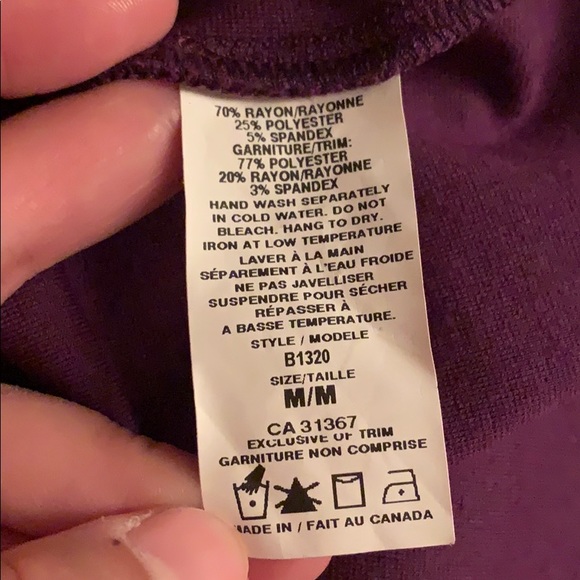 70% RAYON/RAYONNE
25% POLYESTER
5% SPANDEX
GARNITURE/TRIM:
77% POLYESTER
20% RAYON/RAYONNE
3% SPANDEX
HAND WASH SEPARATELY
IN COLD WATER. DO NOT
BLEACH. HANG TO DRY.
IRON AT LOW TEMPERATURE
LAVER À LA MAIN
SÉPAREMENT À L'EAU FROIDE
NE PAS JAVELLISER
SUSPENDRE POUR SÉCHER
RÉPASSER À
A BASSE TEMPERATURE.
STYLE / MODELE
B1320
SIZE/TAILLE
M/M
CA 31367
EXCLUSIVE OF TRIM
GARNITURE NON COMPRISE
MADE IN / FAIT AU CANADA